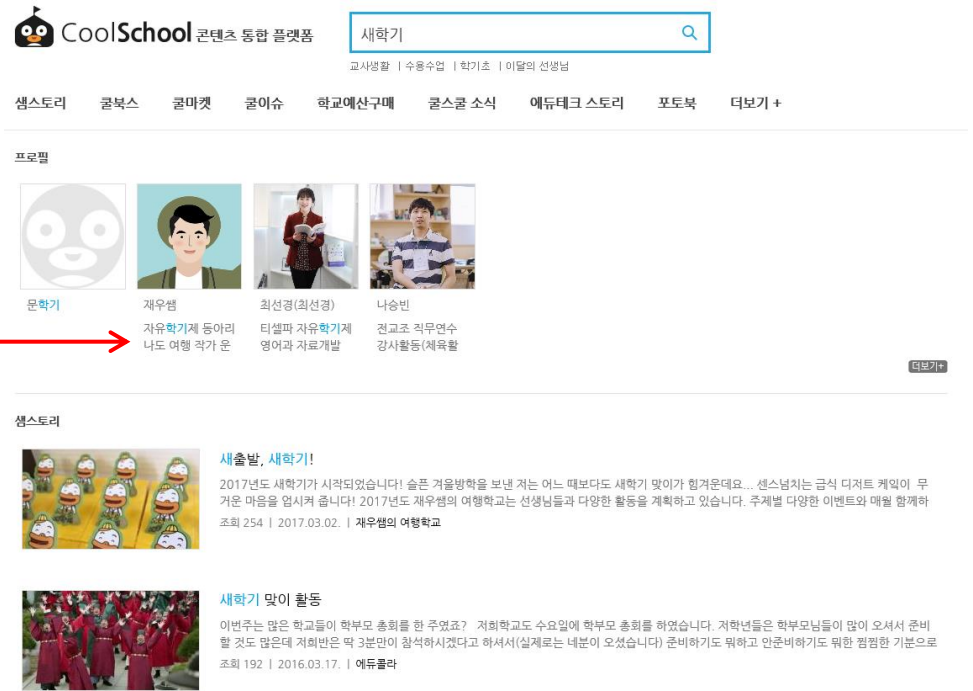 CoolSchool 콘텐츠 통합 플랫폼
새학기
교사생활 | 수용수업 | 학기초 | 이달의 선생님
샘스토리 쿨북스 쿨마켓 쿨이슈 학교예산구매 쿨스쿨 소식 에듀테크 스토리 포토북 더보기 +
프로필
문학기 재우쌤 최선경(최선경) 나승빈
자유학기제 동아리 티셀파 자유학기제 전교조 직무연수
나도 여행 작가 운 영어과 자료개발 강사활동(체육활
더보기+
샘스토리
새출발, 새학기!
2017년도 새학기가 시작되었습니다! 슬픈 겨울방학을 보낸 저는 어느 때보다도 새학기 맞이가 힘겨운데요... 센스넘치는 급식 디저트 케잌이 무
거운 마음을 업시켜 줍니다! 2017년도 재우쌤의 여행학교는 선생님들과 다양한 활동을 계획하고 있습니다. 주제별 다양한 이벤트와 매월 함께하
조회 254 | 2017.03.02. | 재우쌤의 여행학교
새학기 맞이 활동
이번주는 많은 학교들이 학부모 총회를 한 주였죠? 저희학교도 수요일에 학부모 총회를 하였습니다. 저학년들은 학부모님들이 많이 오셔서 준비
할 것도 많은데 저희반은 딱 3분만이 참석하시겠다고 하셔서(실제로는 네분이 오셨습니다) 준비하기도 뭐하고 안준비하기도 뭐한 찜찜한 기분으로
조회 192 | 2016.03.17. | 에듀콜라